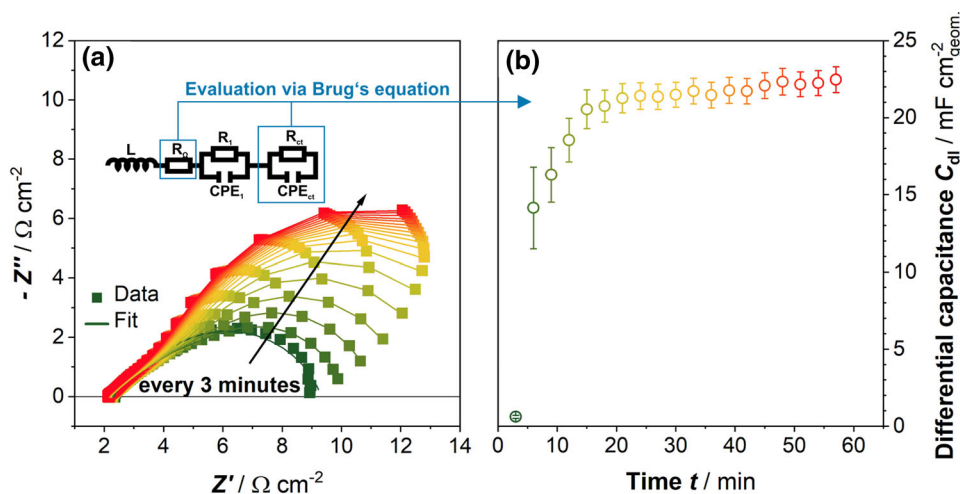 (a)
Evaluation via Brug's equation
L
RΩ
R1
Rct
CPE1
CPEct
Data
Fit
every 3 minutes
12
10
8
6
4
2
0
- Z'' / Ω cm-2
2 4 6 8 10 12 14
Z' / Ω cm-2
(b)
25
20
15
10
5
0
Differential capacitance Cdl / mF cm-2geom.
0 10 20 30 40 50 60
Time t / min